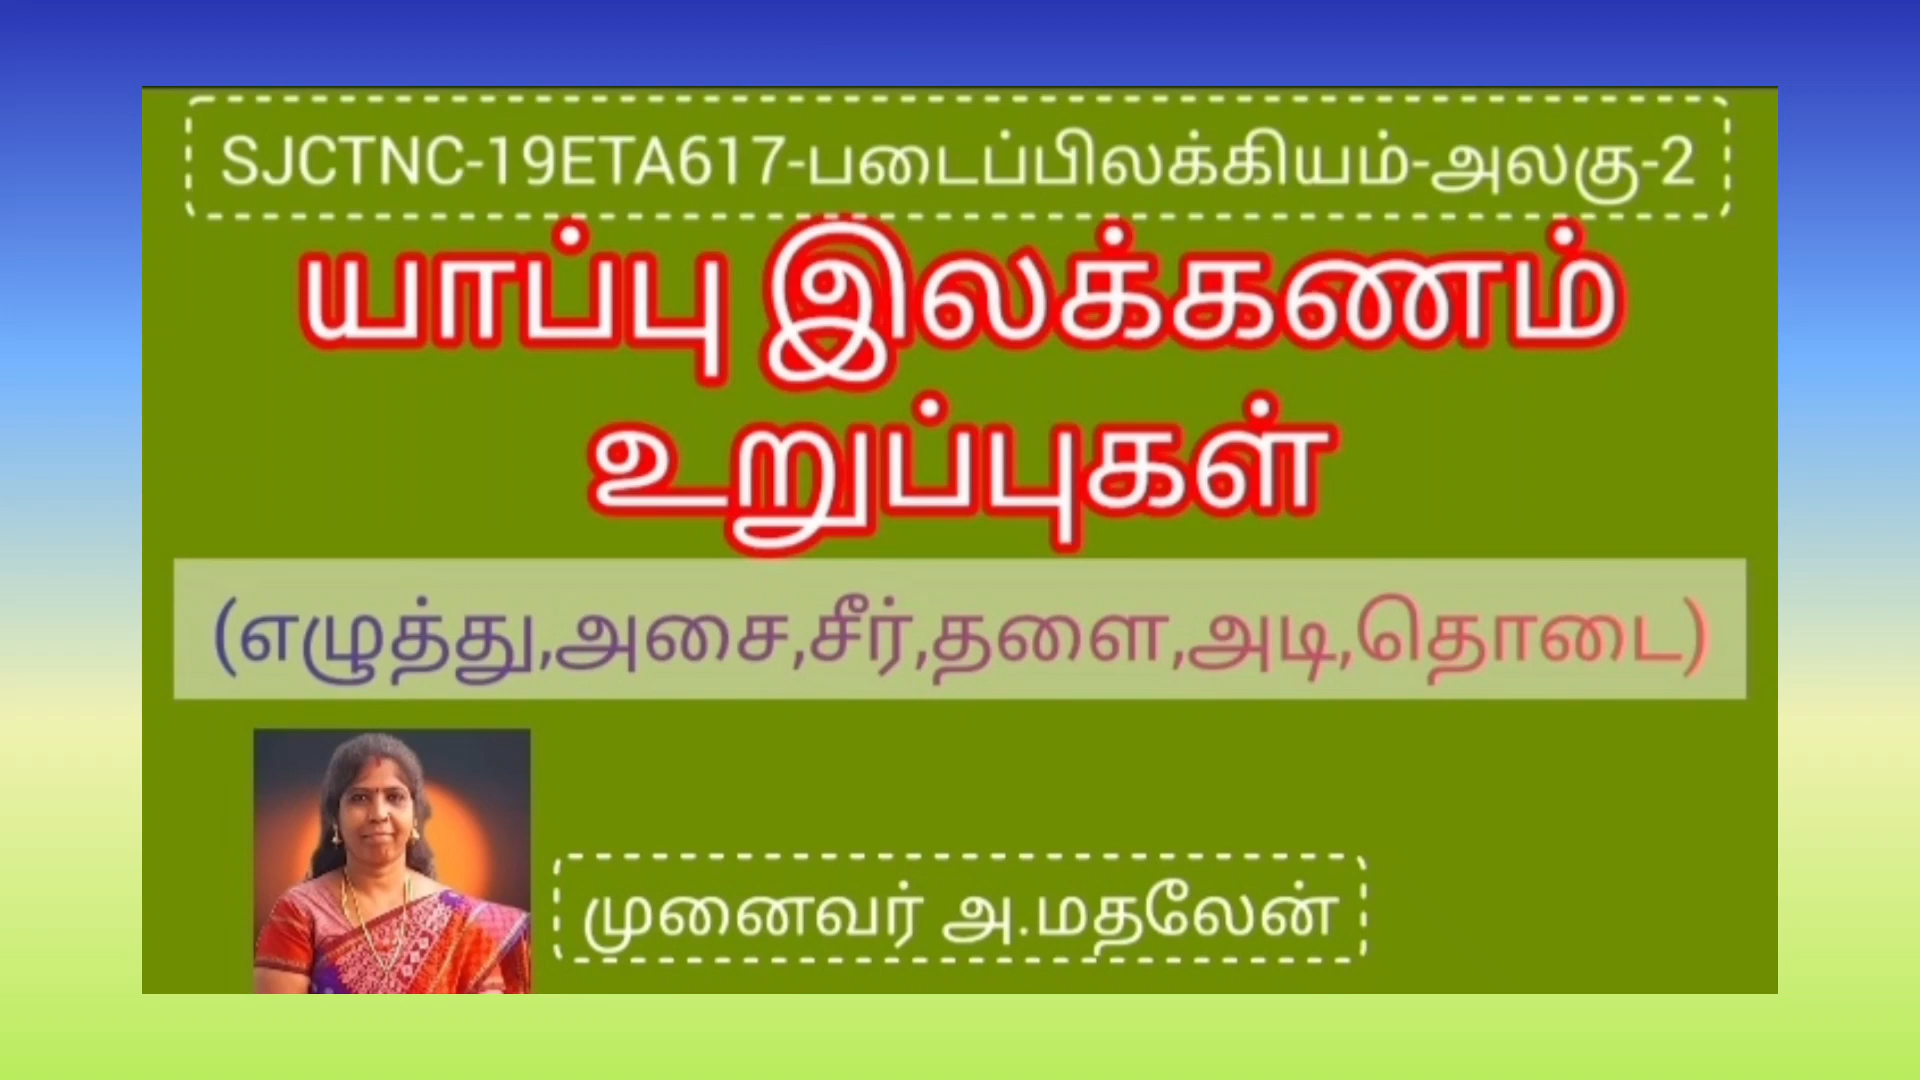 SJCTNC-19ETA617-படைப்பிலக்கியம்-அலகு-2
யாப்பு இலக்கணம்
உறுப்புகள்
(எழுத்து,அசை,சீர்,தளை,அடி,தொடை)
முனைவர் அ.மதலேன்